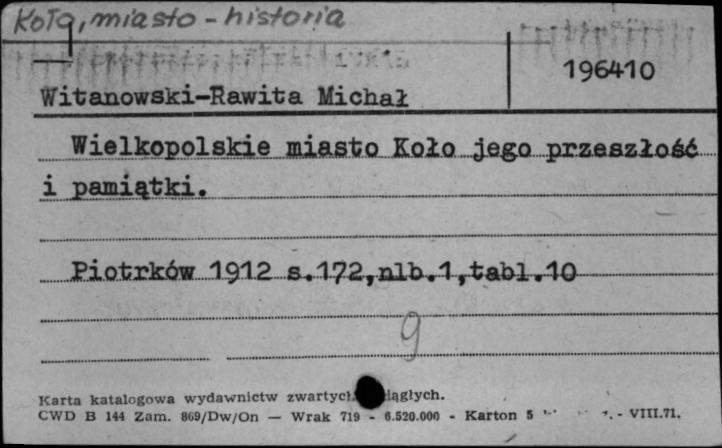 Koło, miasto - historia
196410
Witanowski-Rawita Michał
Wielkopolskie miasto Koło jego przeszłość
i pamiątki.
Piotrków 1912 s.172,nlb.1,tabl.10
9
Karta katalogowa wydawnictw
CWD B 144 Zam. 869/Dw/On — Wrak 719 - 6.520.000 - Karton 5 - VIII.71.